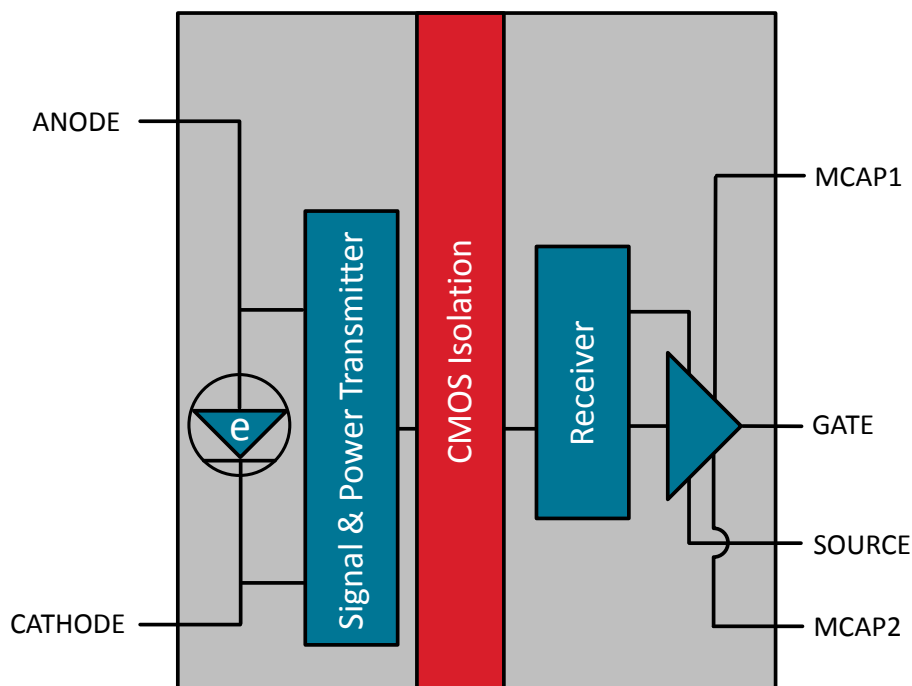 ANODE
MCAP1
Signal & Power Transmitter
CMOS Isolation
Receiver
e
GATE
SOURCE
CATHODE
MCAP2